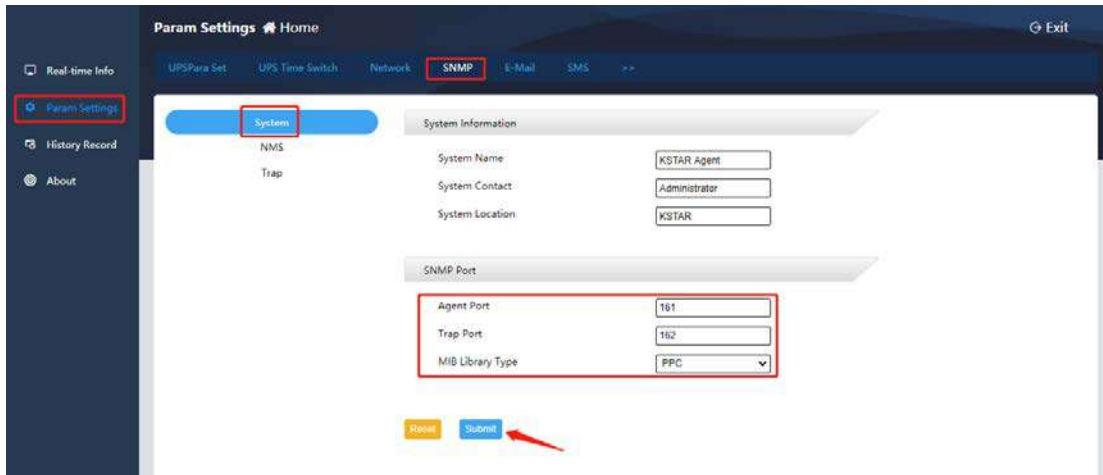 Param Settings Home
Exit
Real-time Info
Param Settings
History Record
About
UPSPara Set UPS Time Switch Network SNMP E-Mail SMS >>
System
NMS
Trap
System Information
System Name KSTAR Agent
System Contact Administrator
System Location KSTAR
SNMP Port
Agent Port 161
Trap Port 162
MIB Library Type PPC
Reset Submit